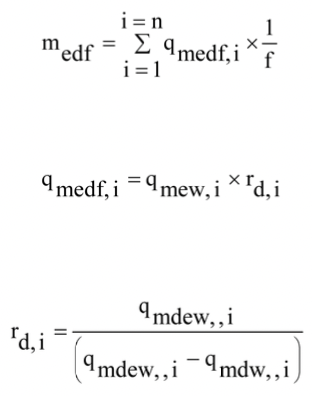 m_edf = Σ_{i=1}^{i=n} q_medf,i × 1/f
q_medf,i = q_mew,i × r_d,i
r_d,i = q_mdew,,i / (q_mdew,,i − q_mdw,,i)